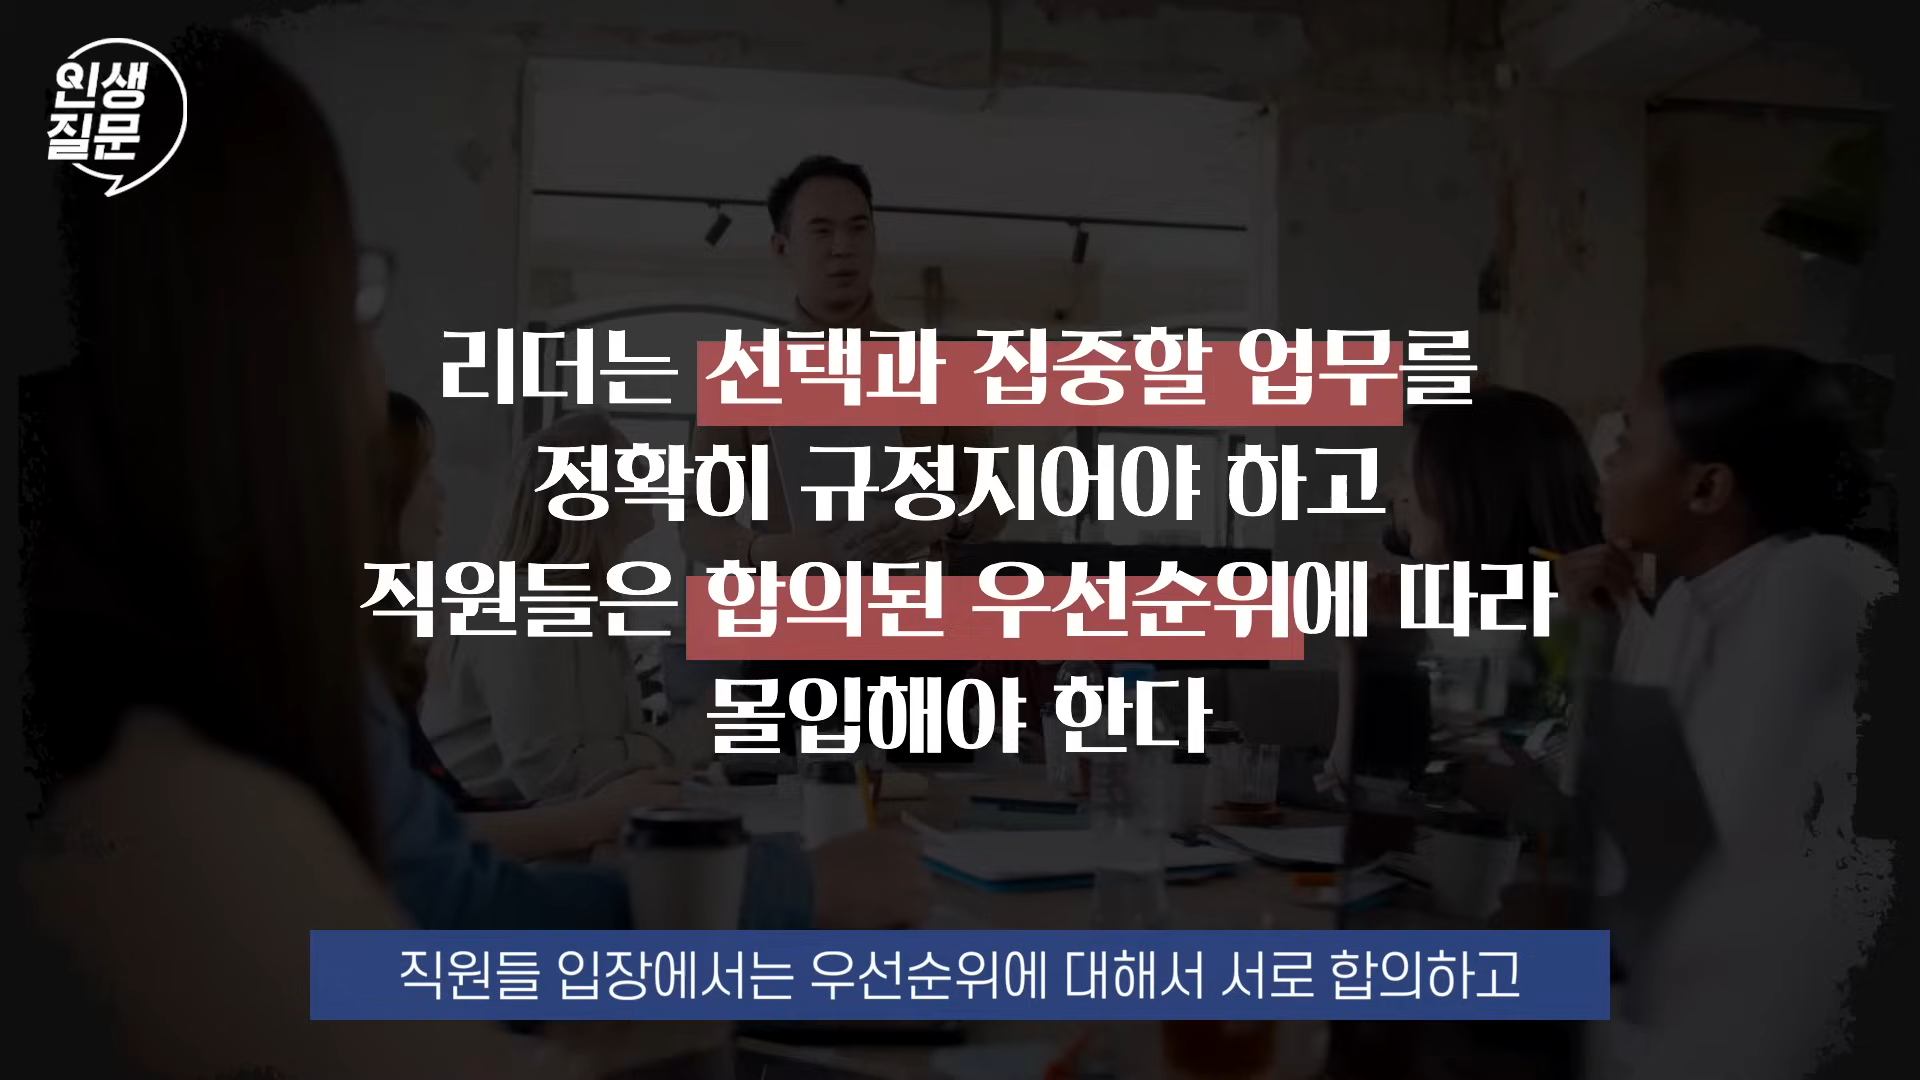 인생
질문
리더는 선택과 집중할 업무를
정확히 규정지어야 하고
직원들은 합의된 우선순위에 따라
몰입해야 한다
직원들 입장에서는 우선순위에 대해서 서로 합의하고